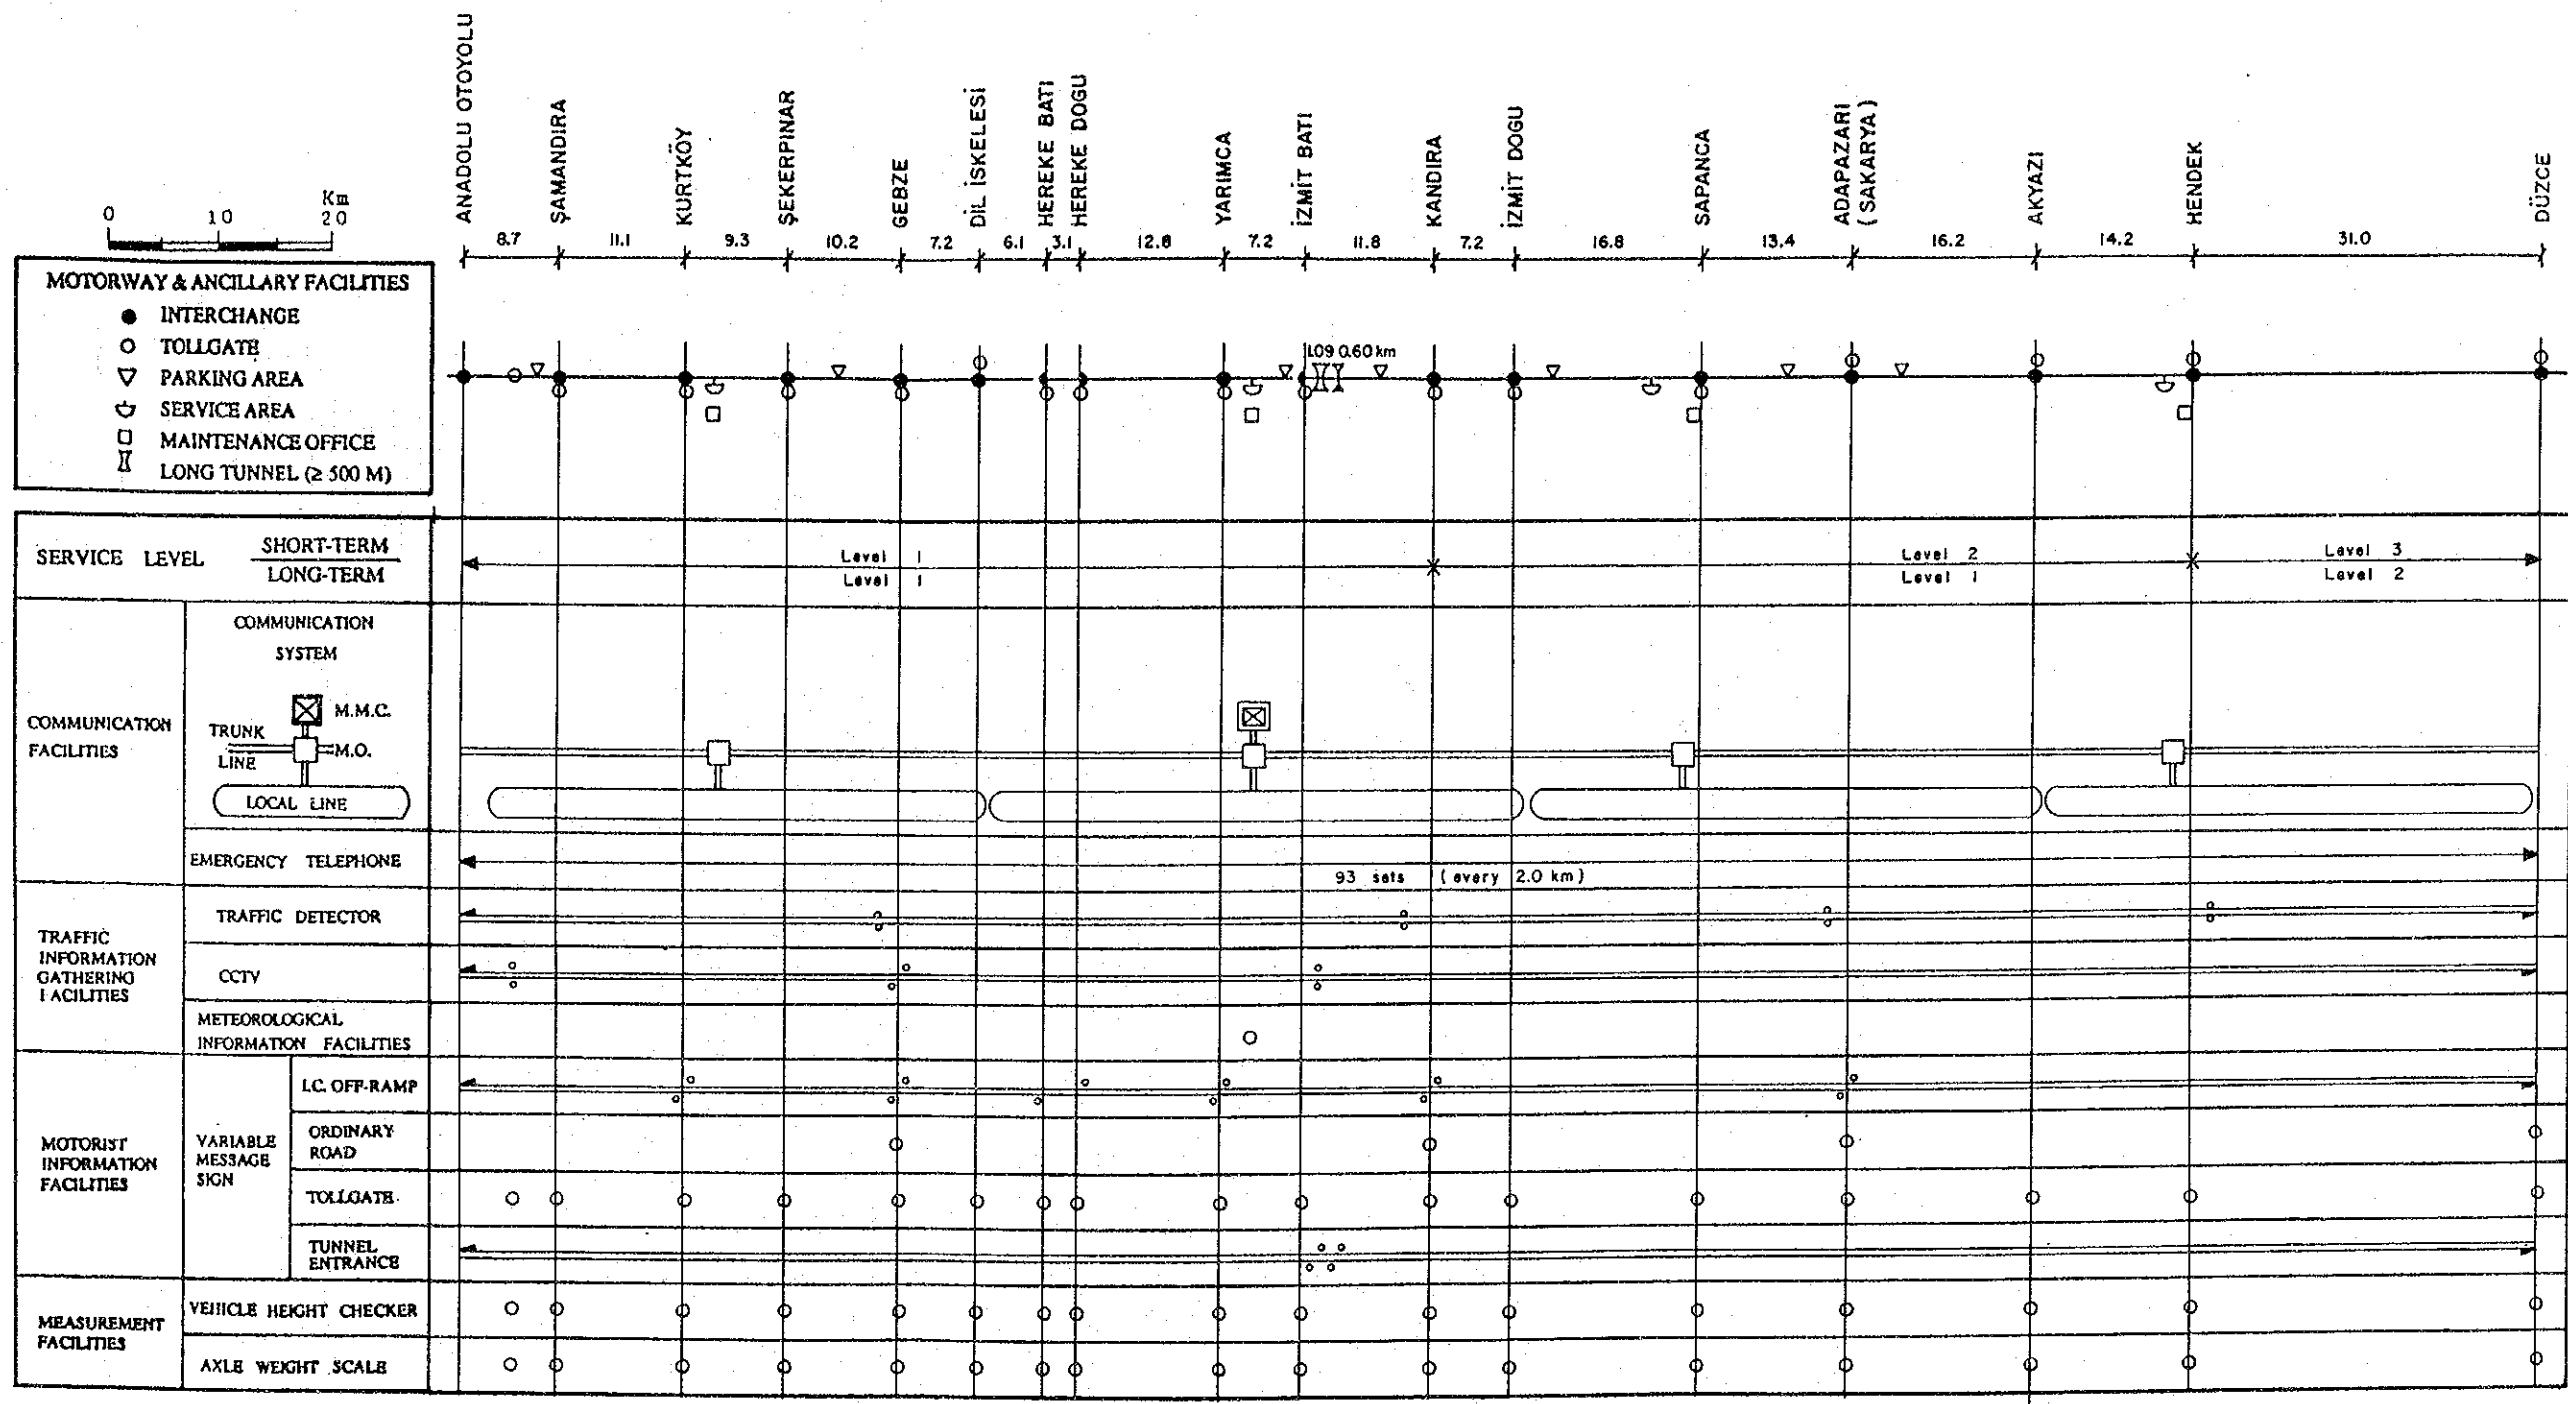 ANADOLU OTOYOLU
ŞAMANDIRA
KURTKÖY
ŞEKERPINAR
GEBZE
DİL İSKELESİ
HEREKE BATI
HEREKE DOGU
YARIMCA
İZMİT BATI
KANDIRA
İZMİT DOGU
SAPANCA
ADAPAZARI
(SAKARYA)
AKYAZI
HENDEK
DÜZCE
Km
0 10 20
8.7 11.1 9.3 10.2 7.2 6.1 3.1 12.8 7.2 11.8 7.2 16.8 13.4 16.2 14.2 31.0
MOTORWAY & ANCILLARY FACILITIES
INTERCHANGE
TOLLGATE
PARKING AREA
SERVICE AREA
MAINTENANCE OFFICE
LONG TUNNEL (≥ 500 M)
1.09 0.60 km
SERVICE LEVEL
SHORT-TERM
LONG-TERM
Level 1
Level 1
Level 2
Level 1
Level 3
Level 2
COMMUNICATION
FACILITIES
COMMUNICATION
SYSTEM
M.M.C.
TRUNK
LINE
M.O.
LOCAL LINE
EMERGENCY TELEPHONE
93 sets (every 2.0 km)
TRAFFIC
INFORMATION
GATHERING
FACILITIES
TRAFFIC DETECTOR
CCTV
METEOROLOGICAL
INFORMATION FACILITIES
MOTORIST
INFORMATION
FACILITIES
VARIABLE
MESSAGE
SIGN
I.C. OFF-RAMP
ORDINARY
ROAD
TOLLGATE
TUNNEL
ENTRANCE
MEASUREMENT
FACILITIES
VEHICLE HEIGHT CHECKER
AXLE WEIGHT SCALE